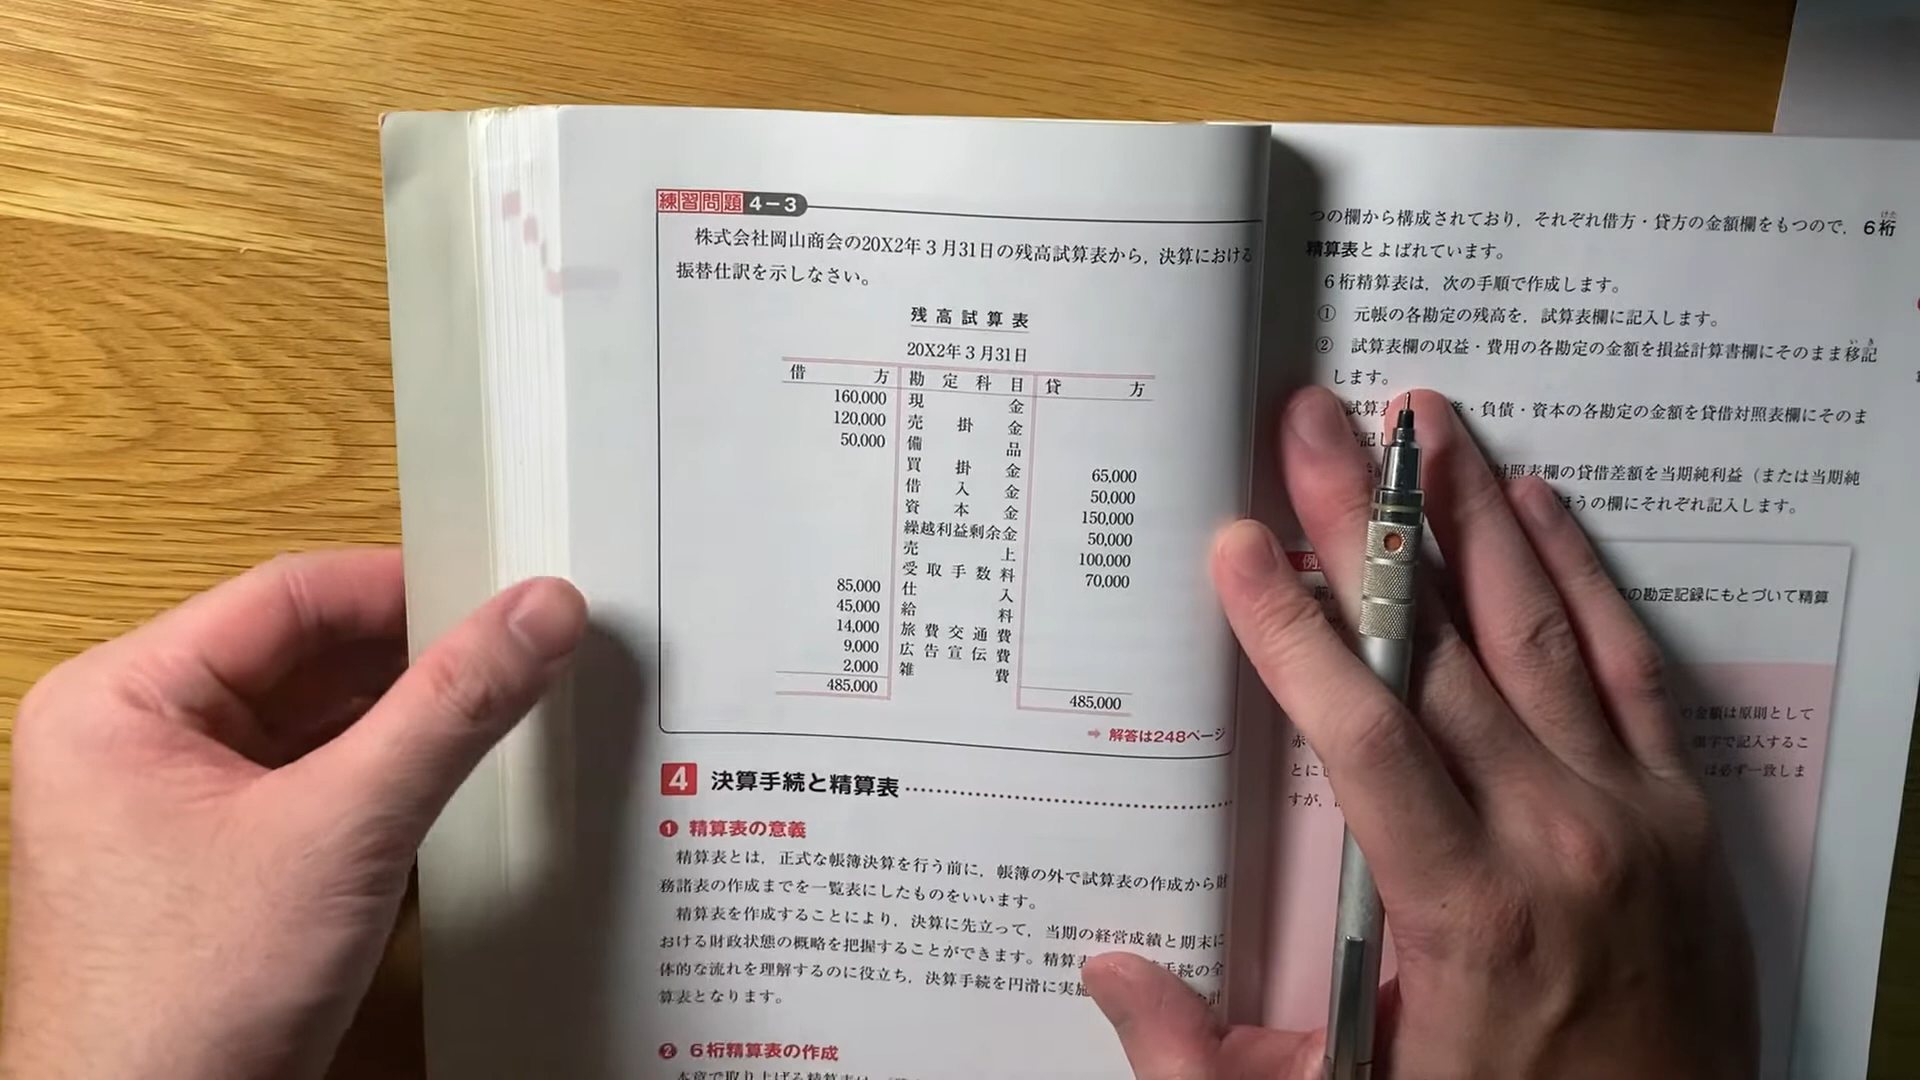 練習問題 4－3
株式会社岡山商会の20X2年3月31日の残高試算表から，決算における
振替仕訳を示しなさい。
残高試算表
20X2年3月31日
借方 勘定科目 貸方
160,000 現金
120,000 売掛金
50,000 備品
買掛金 65,000
借入金 50,000
資本金 150,000
繰越利益剰余金 50,000
売上 100,000
受取手数料 70,000
85,000 仕入
45,000 給料
14,000 旅費交通費
9,000 広告宣伝費
2,000 雑費
485,000 485,000
➡ 解答は248ページ
4 決算手続と精算表
❶ 精算表の意義
精算表とは，正式な帳簿決算を行う前に，帳簿の外で試算表の作成から財
務諸表の作成までを一覧表にしたものをいいます。
精算表を作成することにより，決算に先立って，当期の経営成績と期末に
おける財政状態の概略を把握することができます。精算表 手続の全
体的な流れを理解するのに役立ち，決算手続を円滑に実施
算表となります。
❷ 6桁精算表の作成
本章で取り上げる精算表は
つの欄から構成されており，それぞれ借方・貸方の金額欄をもつので，6桁
精算表とよばれています。
6桁精算表は，次の手順で作成します。
① 元帳の各勘定の残高を，試算表欄に記入します。
② 試算表欄の収益・費用の各勘定の金額を損益計算書欄にそのまま移記
します。
試算表 ・負債・資本の各勘定の金額を貸借対照表欄にそのま
対照表欄の貸借差額を当期純利益（または当期純
ほうの欄にそれぞれ記入します。
例
前 の勘定記録にもとづいて精算
の金額は原則として
赤 字で記入するこ
とに は必ず一致しま
すが，